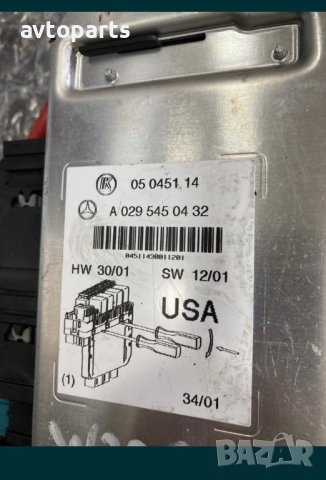 avtoparts
K
05 0451 14
A 029 545 04 32
04511430011201
HW 30/01 SW 12/01
USA
(1)
34/01
BAZAR